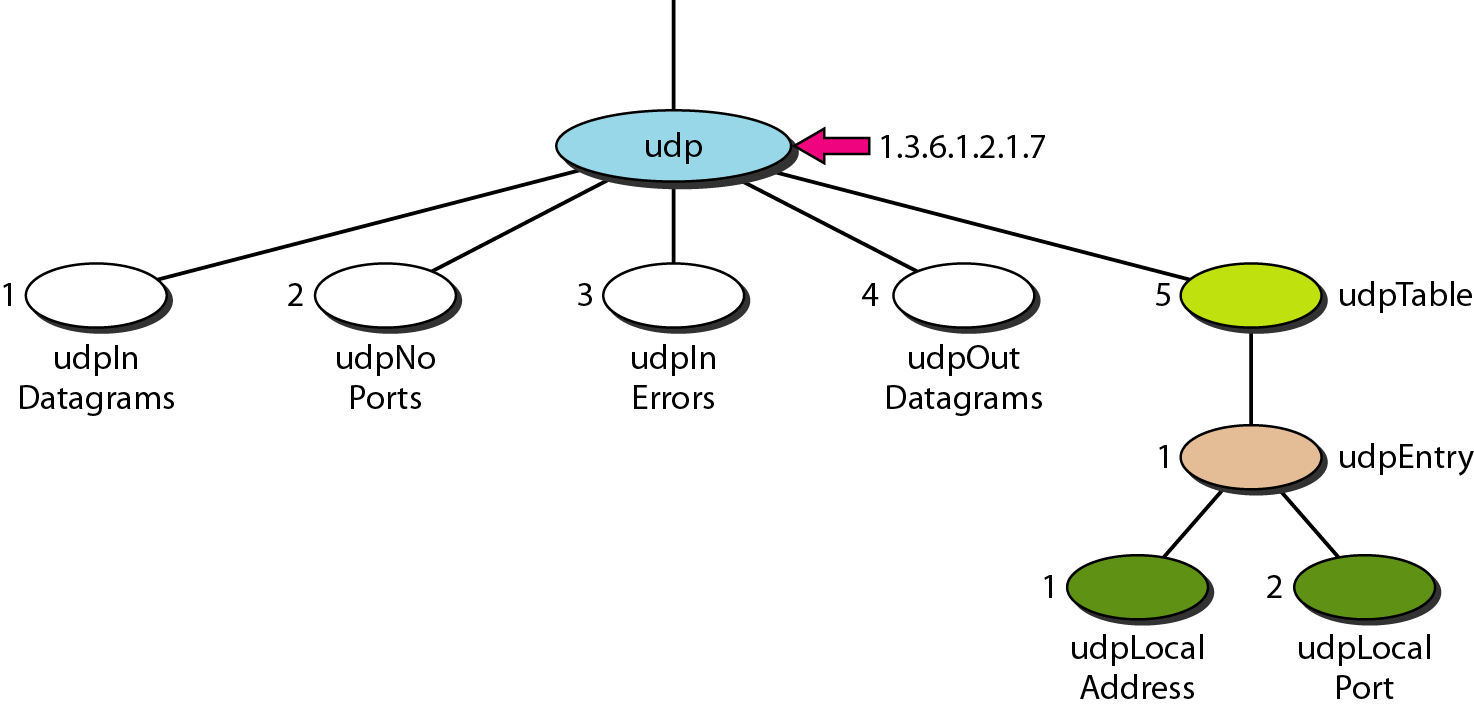 udp
1.3.6.1.2.1.7
1
2
3
4
5
udpTable
udpIn
Datagrams
udpNo
Ports
udpIn
Errors
udpOut
Datagrams
1
udpEntry
1
2
udpLocal
Address
udpLocal
Port